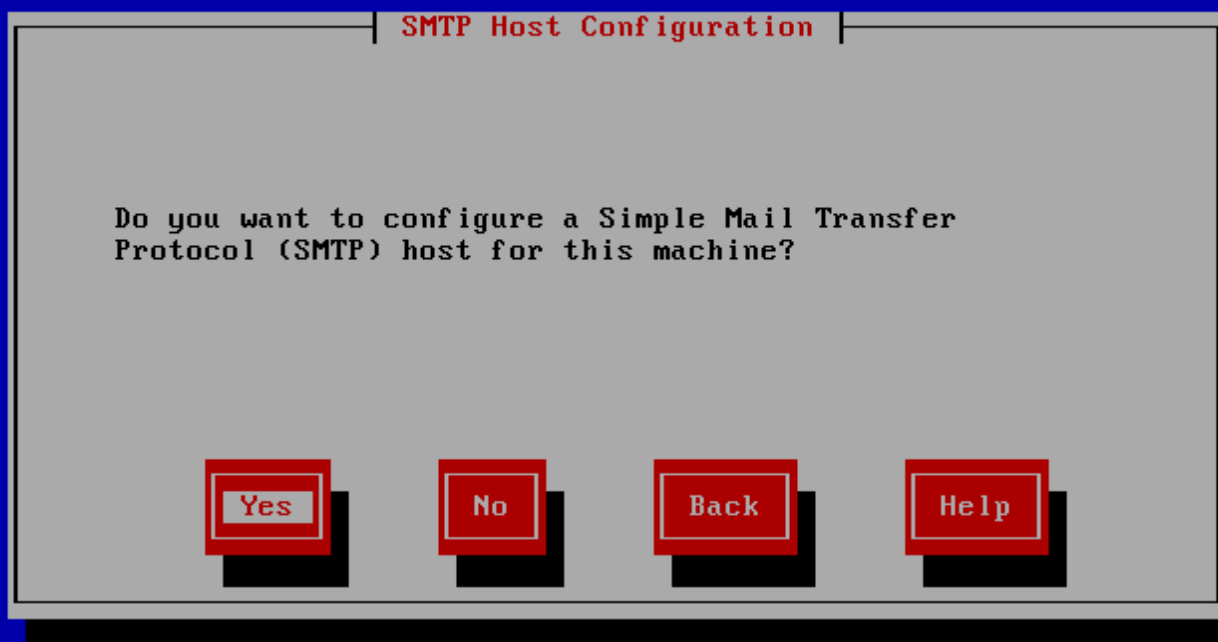 SMTP Host Configuration
Do you want to configure a Simple Mail Transfer
Protocol (SMTP) host for this machine?
Yes No Back Help